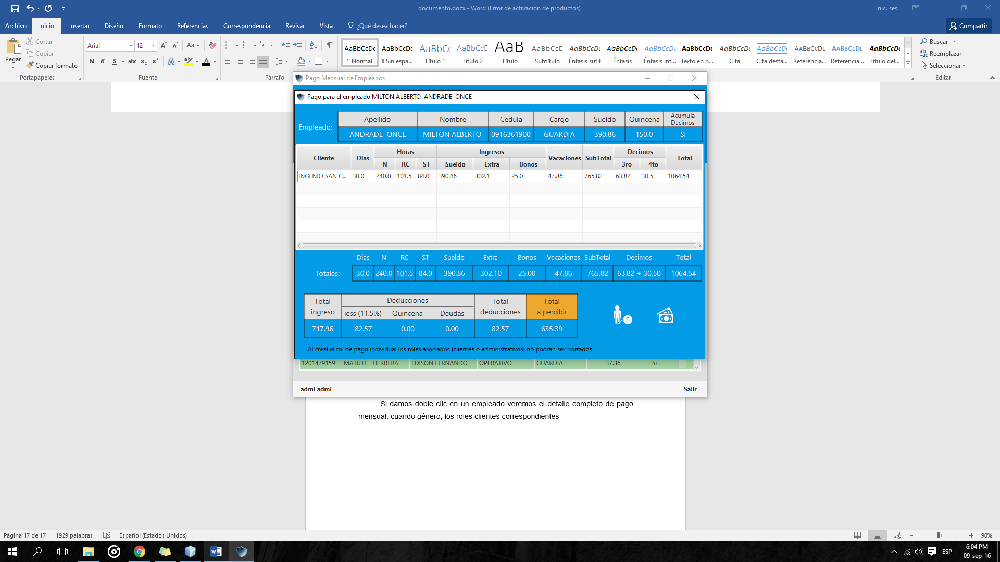 documento.docx - Word (Error de activación de productos)
Inic. ses.
Archivo Inicio Insertar Diseño Formato Referencias Correspondencia Revisar Vista ¿Qué desea hacer? Compartir
Pegar
Cortar
Copiar
Copiar formato
Portapapeles
Arial 12
Aa
N K S abc x₂ x² A A
Fuente
Párrafo
AaBbCcDc AaBbCcDc AaBbCc AaBbCcD AaB AaBbCcD AaBbCcDc AaBbCcDc AaBbCcDc AaBbCcDc AaBbCcDc AaBbCcDc AABBCCDE AABBCCDE AaBbCcDc
¶ Normal ¶ Sin espa... Título 1 Título 2 Título Subtítulo Énfasis sutil Énfasis Énfasis int... Texto en n... Cita Cita desta... Referencia... Referencia... Título del...
Buscar
Reemplazar
Seleccionar
Editar
Pago Mensual de Empleados
Pago para el empleado MILTON ALBERTO ANDRADE ONCE
Empleado:
Apellido Nombre Cedula Cargo Sueldo Quincena Acumula Decimos
ANDRADE ONCE MILTON ALBERTO 0916361900 GUARDIA 390.86 150.0 Si
Cliente Dias Horas Ingresos Vacaciones SubTotal Decimos Total
N RC ST Sueldo Extra Bonos 3ro 4to
INGENIO SAN C... 30.0 240.0 101.5 84.0 390.86 302.1 25.0 47.86 765.82 63.82 30.5 1064.54
Dias N RC ST Sueldo Extra Bonos Vacaciones SubTotal Decimos Total
Totales: 30.0 240.0 101.5 84.0 390.86 302.10 25.00 47.86 765.82 63.82 + 30.50 1064.54
Total ingreso Deducciones Total deducciones Total a percibir
iess (11.5%) Quincena Deudas
717.96 82.57 0.00 0.00 82.57 635.39
Al creal el rol de pago individual los roles asociados (clientes o administrativos) no podran ser borrados
1201479159 MATUTE HERRERA EDISON FERNANDO OPERATIVO GUARDIA 37.36 Si
admi admi Salir
Si damos doble clic en un empleado veremos el detalle completo de pago
mensual, cuando género, los roles clientes correspondientes
Página 17 de 17 1929 palabras Español (Estados Unidos) 90%
ESP
6:04 PM
09-sep-16